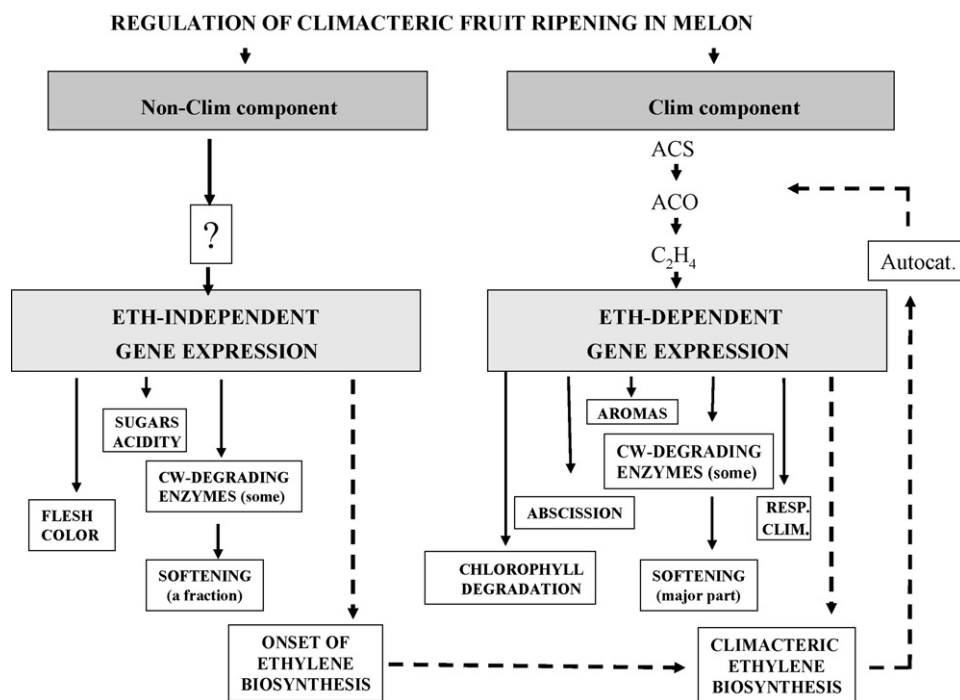 REGULATION OF CLIMACTERIC FRUIT RIPENING IN MELON
Non-Clim component
Clim component
?
ACS
ACO
C₂H₄
Autocat.
ETH-INDEPENDENT
GENE EXPRESSION
ETH-DEPENDENT
GENE EXPRESSION
SUGARS
ACIDITY
CW-DEGRADING
ENZYMES (some)
FLESH
COLOR
SOFTENING
(a fraction)
ONSET OF
ETHYLENE
BIOSYNTHESIS
AROMAS
CW-DEGRADING
ENZYMES (some)
ABSCISSION
RESP.
CLIM.
CHLOROPHYLL
DEGRADATION
SOFTENING
(major part)
CLIMACTERIC
ETHYLENE
BIOSYNTHESIS